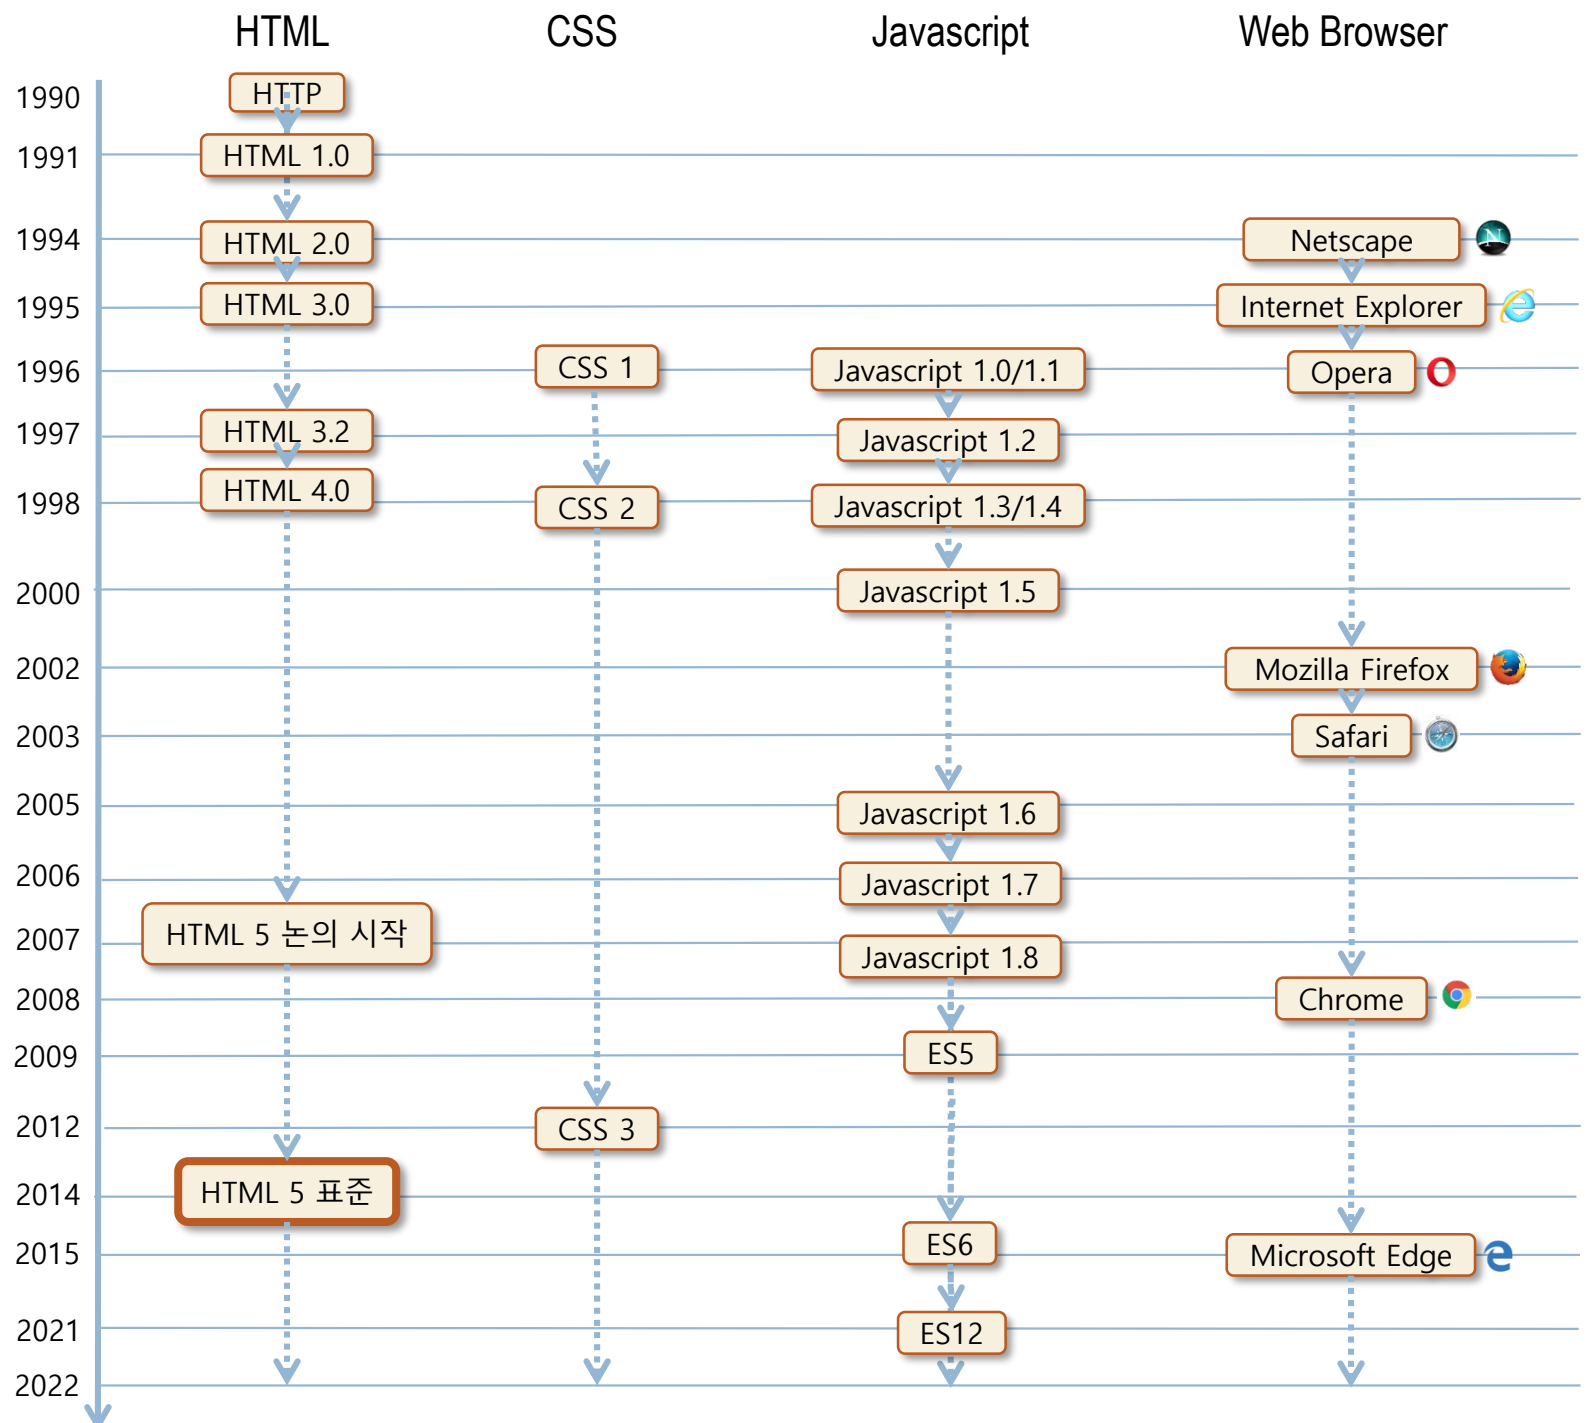 HTML CSS Javascript Web Browser
1990 HTTP
1991 HTML 1.0
1994 HTML 2.0 Netscape N
1995 HTML 3.0 Internet Explorer
1996 CSS 1 Javascript 1.0/1.1 Opera
1997 HTML 3.2 Javascript 1.2
1998 HTML 4.0 CSS 2 Javascript 1.3/1.4
2000 Javascript 1.5
2002 Mozilla Firefox
2003 Safari
2005 Javascript 1.6
2006 Javascript 1.7
2007 HTML 5 논의 시작 Javascript 1.8
2008 Chrome
2009 ES5
2012 CSS 3
2014 HTML 5 표준
2015 ES6 Microsoft Edge
2021 ES12
2022